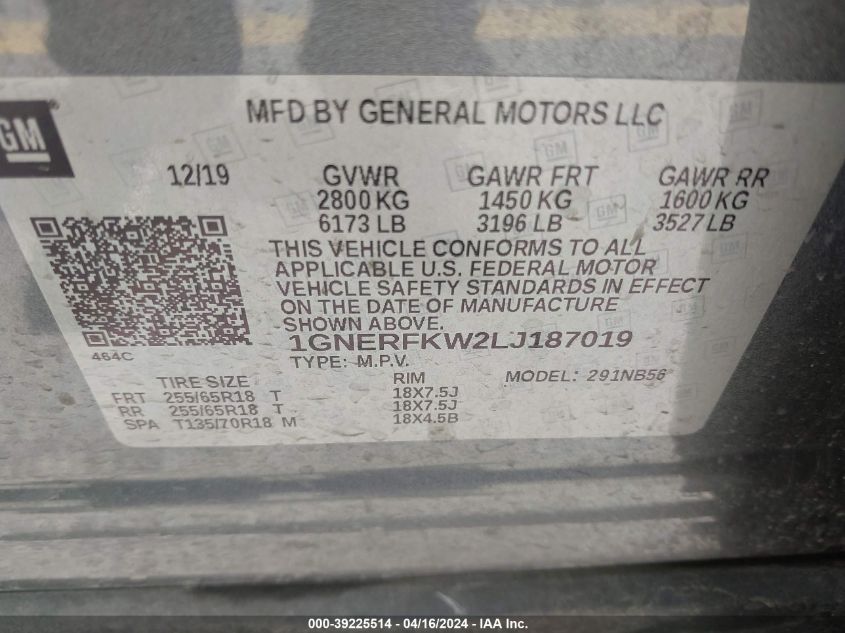 GM
MFD BY GENERAL MOTORS LLC
12/19 GVWR GAWR FRT GAWR RR
2800 KG 1450 KG 1600 KG
6173 LB 3196 LB 3527 LB
THIS VEHICLE CONFORMS TO ALL
APPLICABLE U.S. FEDERAL MOTOR
VEHICLE SAFETY STANDARDS IN EFFECT
ON THE DATE OF MANUFACTURE
SHOWN ABOVE.
1GNERFKW2LJ187019
464C
TYPE: M.P.V.
TIRE SIZE RIM MODEL: 291NB56
FRT 255/65R18 T 18X7.5J
RR 255/65R18 T 18X7.5J
SPA T135/70R18 M 18X4.5B
000-39225514 - 04/16/2024 - IAA Inc.